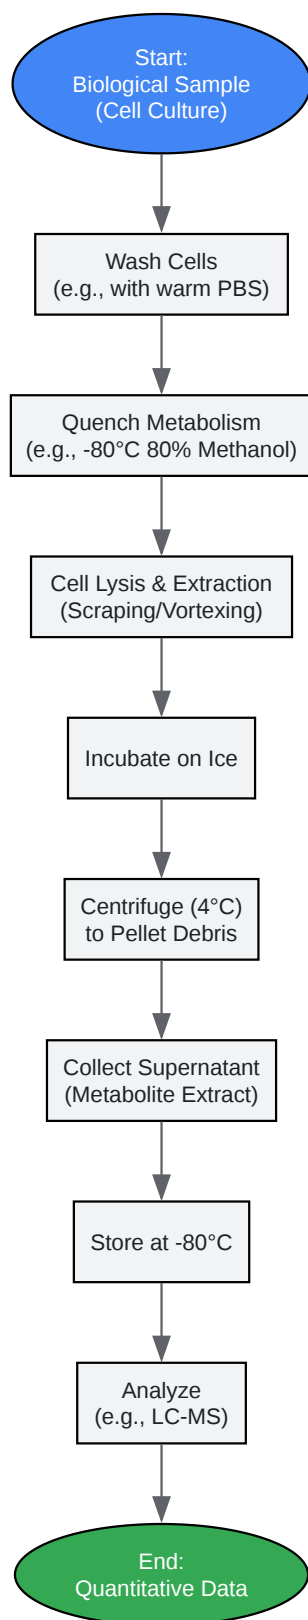 Start:
Biological Sample
(Cell Culture)
Wash Cells
(e.g., with warm PBS)
Quench Metabolism
(e.g., -80°C 80% Methanol)
Cell Lysis & Extraction
(Scraping/Vortexing)
Incubate on Ice
Centrifuge (4°C)
to Pellet Debris
Collect Supernatant
(Metabolite Extract)
Store at -80°C
Analyze
(e.g., LC-MS)
End:
Quantitative Data